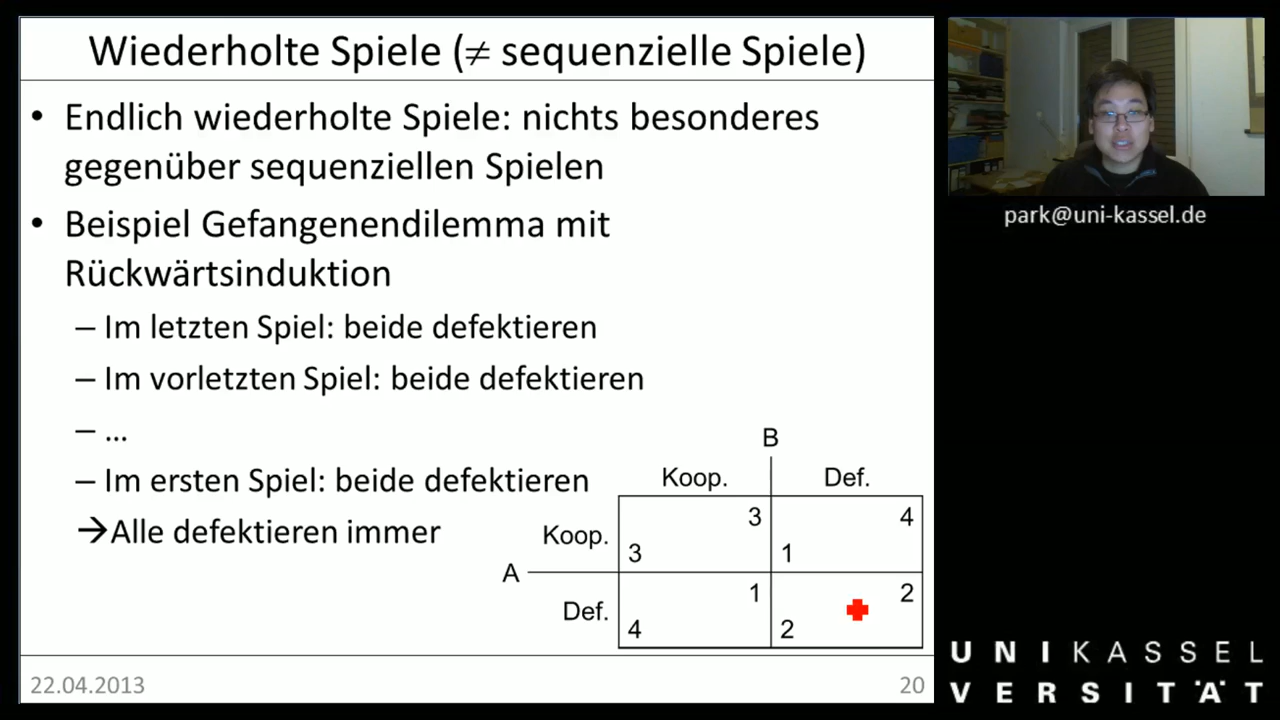 Wiederholte Spiele (≠ sequenzielle Spiele)
• Endlich wiederholte Spiele: nichts besonderes
gegenüber sequenziellen Spielen
• Beispiel Gefangenendilemma mit
Rückwärtsinduktion
– Im letzten Spiel: beide defektieren
– Im vorletzten Spiel: beide defektieren
– ...
– Im ersten Spiel: beide defektieren
→Alle defektieren immer
B
Koop. Def.
3 4
Koop.
3 1
A
1 2
Def.
4 2
22.04.2013 20
park@uni-kassel.de
UNIKASSEL
VERSITÄT